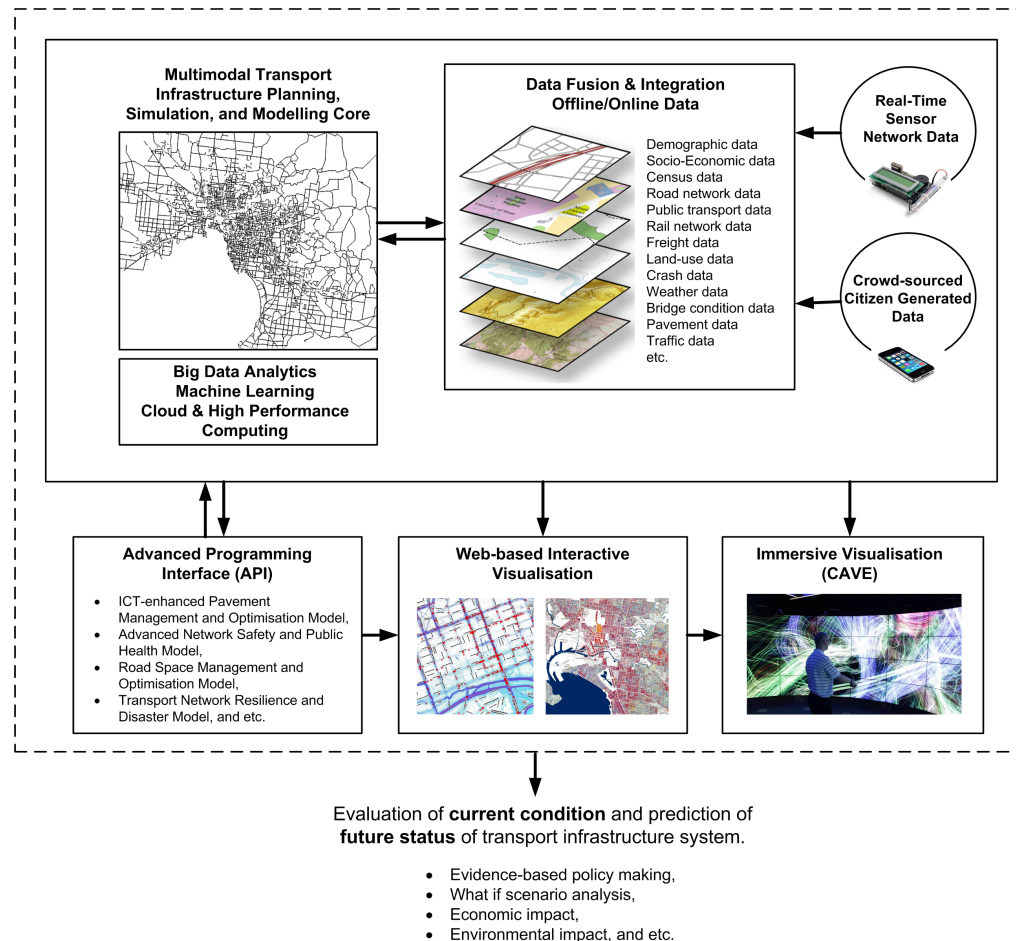 Multimodal Transport
Infrastructure Planning,
Simulation, and Modelling Core
Big Data Analytics
Machine Learning
Cloud & High Performance
Computing
Data Fusion & Integration
Offline/Online Data
Demographic data
Socio-Economic data
Census data
Road network data
Public transport data
Rail network data
Freight data
Land-use data
Crash data
Weather data
Bridge condition data
Pavement data
Traffic data
etc.
Real-Time
Sensor
Network Data
Crowd-sourced
Citizen Generated
Data
Advanced Programming
Interface (API)
• ICT-enhanced Pavement
Management and Optimisation Model,
• Advanced Network Safety and Public
Health Model,
• Road Space Management and
Optimisation Model,
• Transport Network Resilience and
Disaster Model, and etc.
Web-based Interactive
Visualisation
Immersive Visualisation
(CAVE)
Evaluation of current condition and prediction of
future status of transport infrastructure system.
• Evidence-based policy making,
• What if scenario analysis,
• Economic impact,
• Environmental impact, and etc.